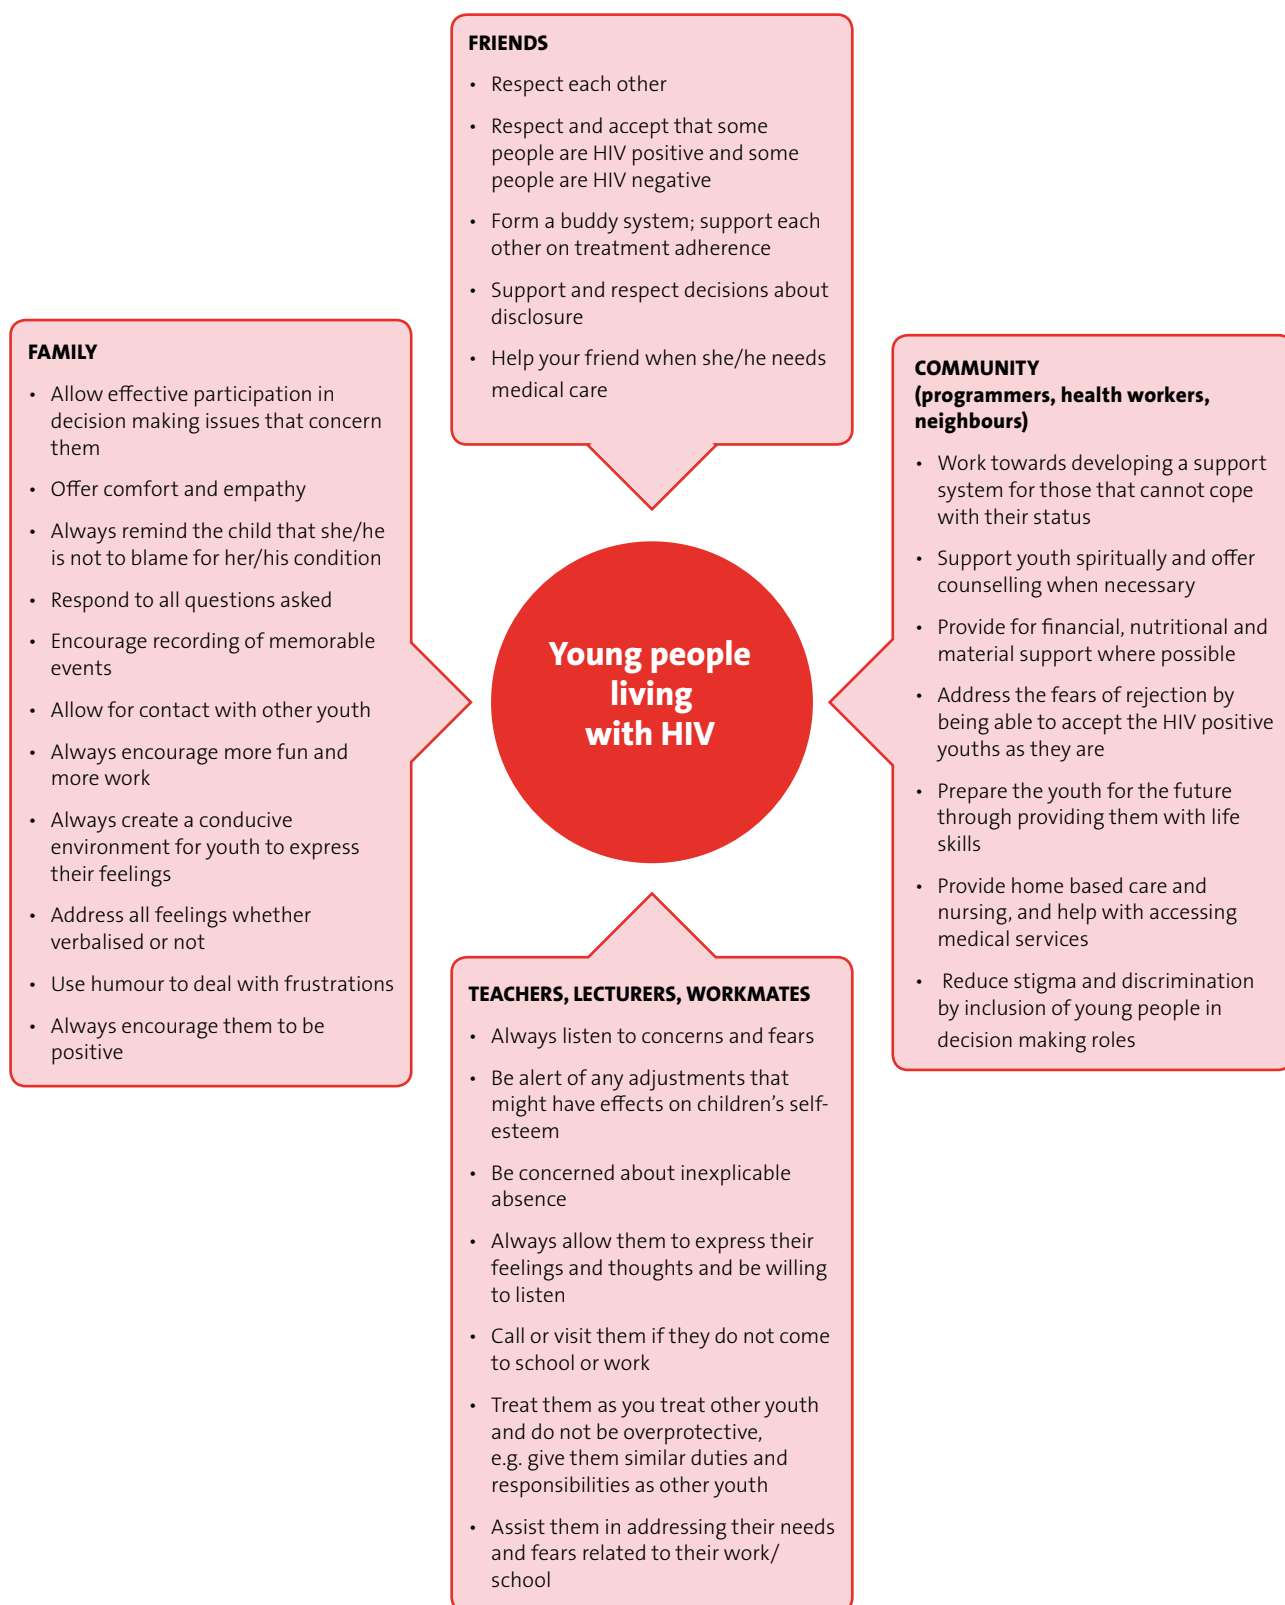 FRIENDS
• Respect each other
• Respect and accept that some
people are HIV positive and some
people are HIV negative
• Form a buddy system; support each
other on treatment adherence
• Support and respect decisions about
disclosure
• Help your friend when she/he needs
medical care
FAMILY
• Allow effective participation in
decision making issues that concern
them
• Offer comfort and empathy
• Always remind the child that she/he
is not to blame for her/his condition
• Respond to all questions asked
• Encourage recording of memorable
events
• Allow for contact with other youth
• Always encourage more fun and
more work
• Always create a conducive
environment for youth to express
their feelings
• Address all feelings whether
verbalised or not
• Use humour to deal with frustrations
• Always encourage them to be
positive
Young people
living
with HIV
COMMUNITY
(programmers, health workers,
neighbours)
• Work towards developing a support
system for those that cannot cope
with their status
• Support youth spiritually and offer
counselling when necessary
• Provide for financial, nutritional and
material support where possible
• Address the fears of rejection by
being able to accept the HIV positive
youths as they are
• Prepare the youth for the future
through providing them with life
skills
• Provide home based care and
nursing, and help with accessing
medical services
• Reduce stigma and discrimination
by inclusion of young people in
decision making roles
TEACHERS, LECTURERS, WORKMATES
• Always listen to concerns and fears
• Be alert of any adjustments that
might have effects on children’s self-
esteem
• Be concerned about inexplicable
absence
• Always allow them to express their
feelings and thoughts and be willing
to listen
• Call or visit them if they do not come
to school or work
• Treat them as you treat other youth
and do not be overprotective,
e.g. give them similar duties and
responsibilities as other youth
• Assist them in addressing their needs
and fears related to their work/
school